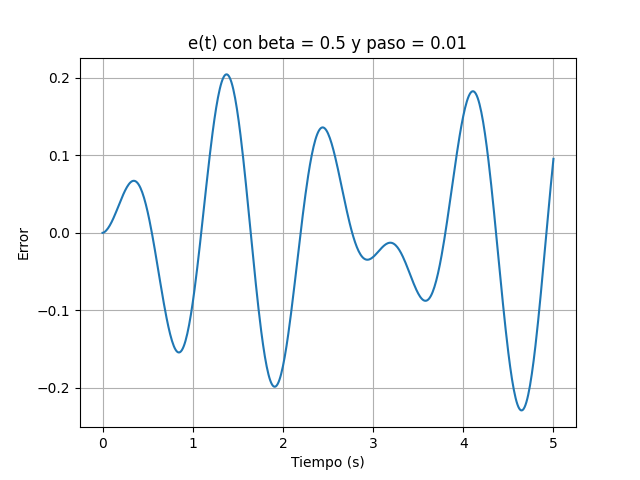 e(t) con beta = 0.5 y paso = 0.01
0.2
0.1
0.0
−0.1
−0.2
Error
0 1 2 3 4 5
Tiempo (s)